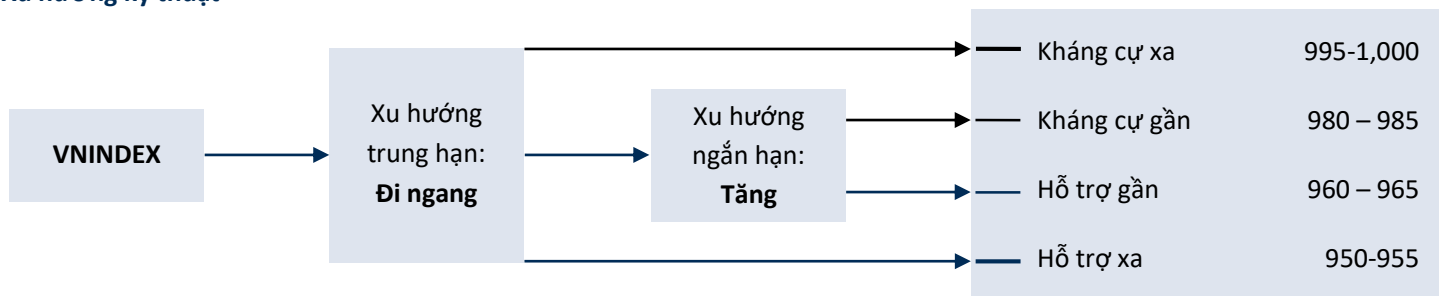 VNINDEX
Xu hướng
trung hạn:
Đi ngang
Xu hướng
ngắn hạn:
Tăng
Kháng cự xa 995-1,000
Kháng cự gần 980 – 985
Hỗ trợ gần 960 – 965
Hỗ trợ xa 950-955